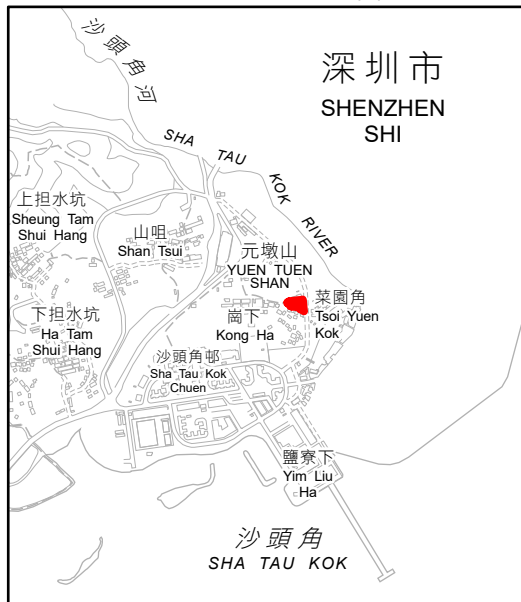 沙頭角河
深圳市
SHENZHEN
SHI
SHA TAU KOK RIVER
上担水坑
Sheung Tam
Shui Hang
山咀
Shan Tsui
元墩山
YUEN TUEN
SHAN
菜園角
Tsoi Yuen
Kok
崗下
Kong Ha
下担水坑
Ha Tam
Shui Hang
沙頭角邨
Sha Tau Kok
Chuen
鹽寮下
Yim Liu
Ha
沙頭角
SHA TAU KOK